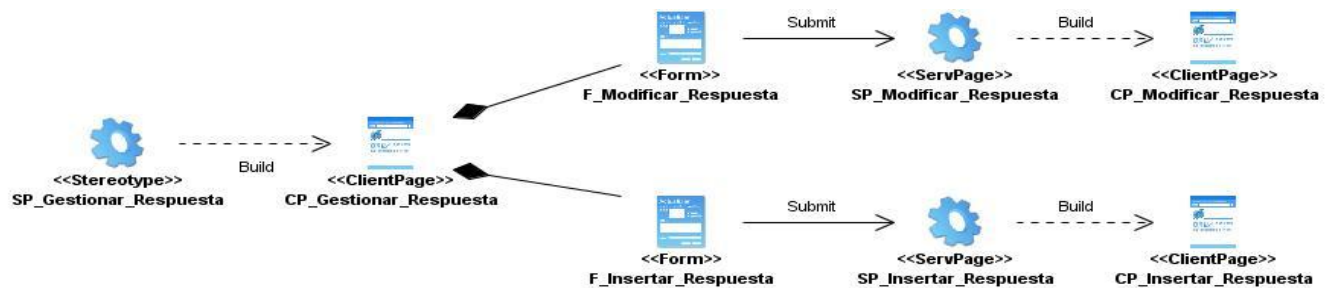 Submit
Build
<<Form>>
F_Modificar_Respuesta
<<ServPage>>
SP_Modificar_Respuesta
<<ClientPage>>
CP_Modificar_Respuesta
Build
<<Stereotype>>
SP_Gestionar_Respuesta
<<ClientPage>>
CP_Gestionar_Respuesta
Submit
Build
<<Form>>
F_Insertar_Respuesta
<<ServPage>>
SP_Insertar_Respuesta
<<ClientPage>>
CP_Insertar_Respuesta